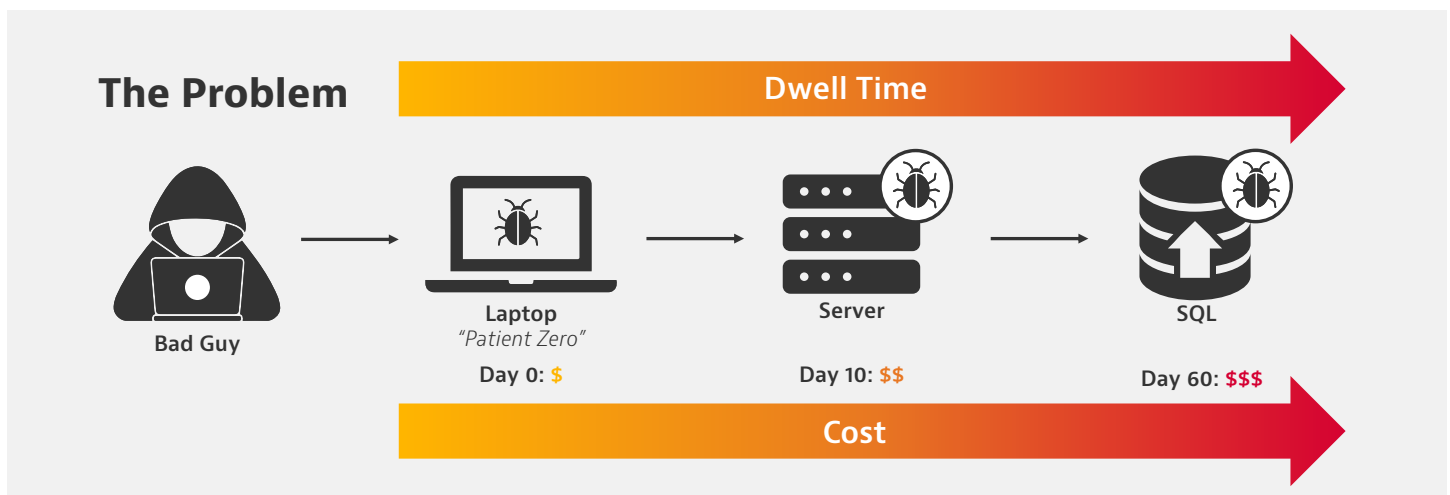 The Problem
Dwell Time
Bad Guy
Laptop
“Patient Zero”
Day 0: $
Server
Day 10: $$
SQL
Day 60: $$$
Cost